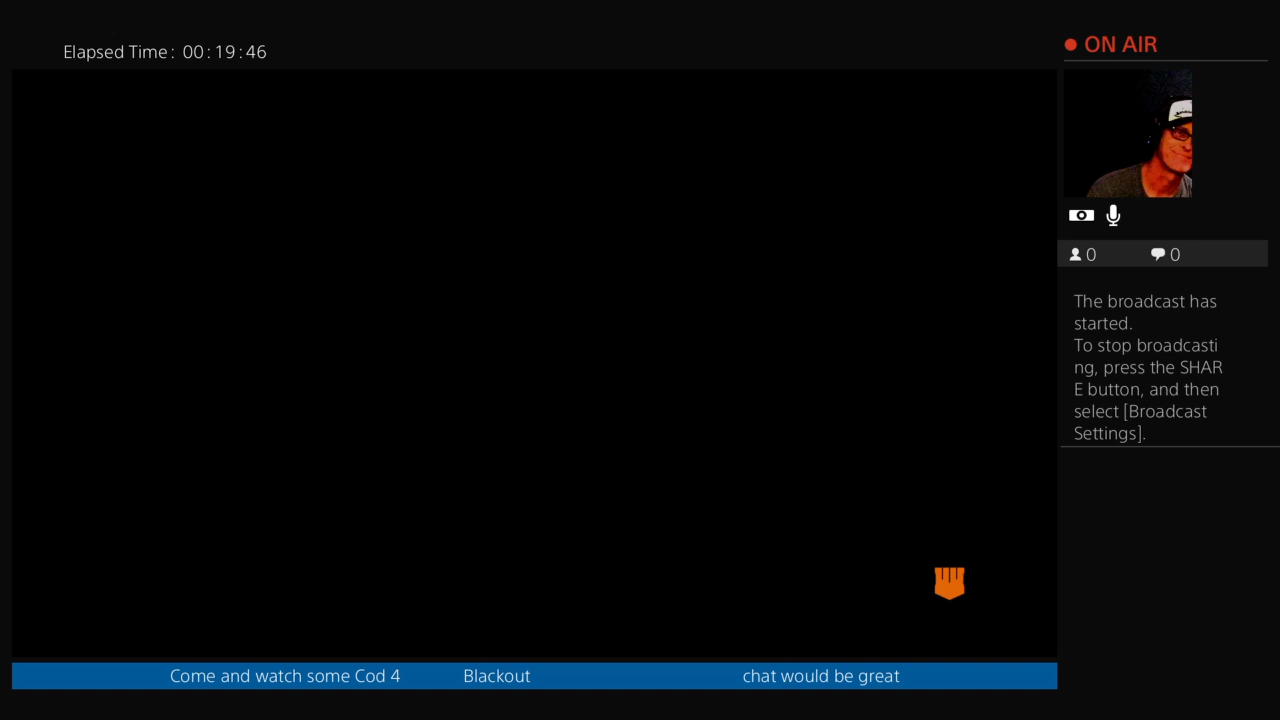 Elapsed Time: 00:19:46
ON AIR
0 0
The broadcast has
started.
To stop broadcasti
ng, press the SHAR
E button, and then
select [Broadcast
Settings].
Come and watch some Cod 4 Blackout chat would be great